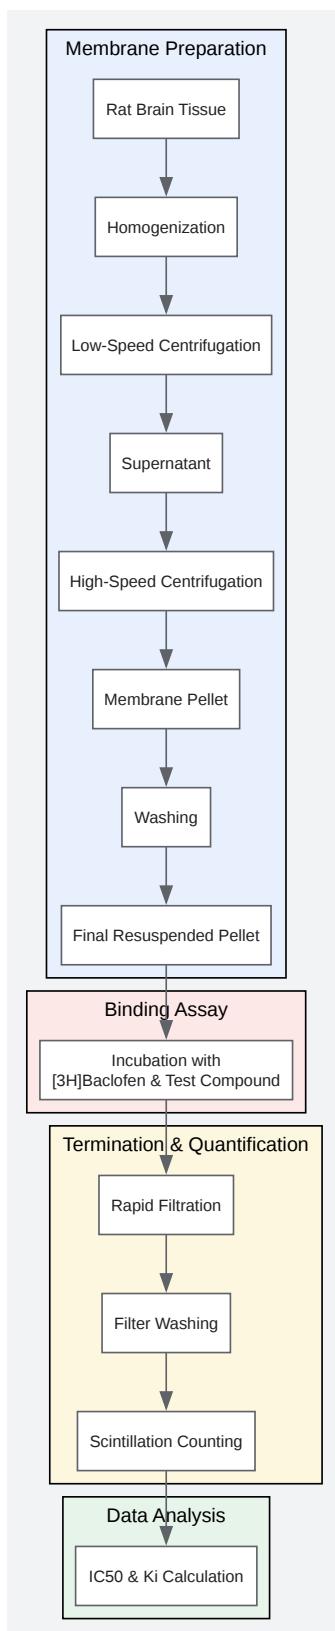 Membrane Preparation
Rat Brain Tissue
Homogenization
Low-Speed Centrifugation
Supernatant
High-Speed Centrifugation
Membrane Pellet
Washing
Final Resuspended Pellet
Binding Assay
Incubation with
[3H]Baclofen & Test Compound
Termination & Quantification
Rapid Filtration
Filter Washing
Scintillation Counting
Data Analysis
IC50 & Ki Calculation